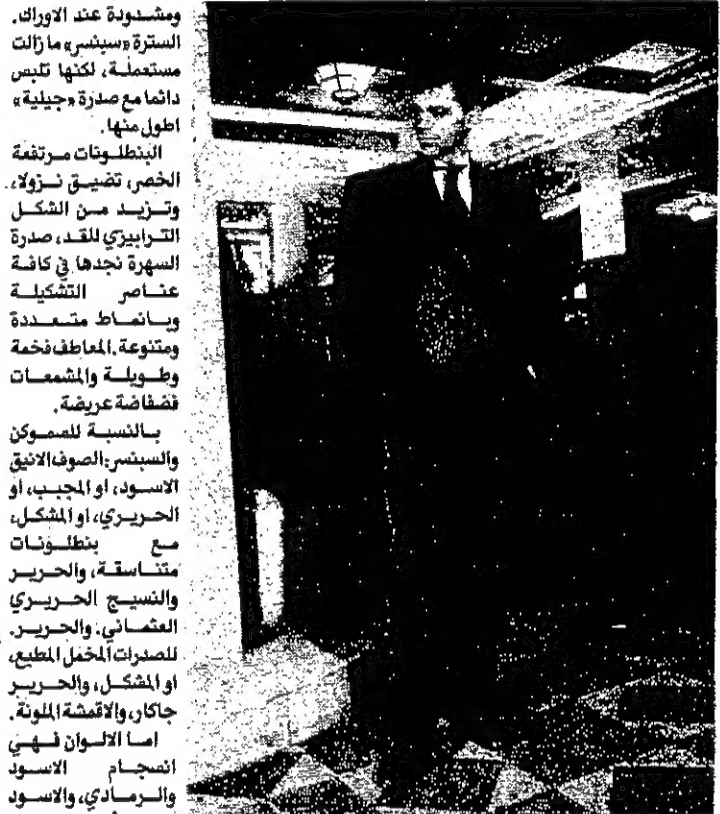 ومشدودة عند الاوراك.
السترة «سبنسر» ما زالت
مستعملة، لكنها تلبس
دائما مع صدرة «جيلية»
اطول منها.
البنطلونات مرتفعة
الخصر، تضيق نزولا،
وتزيد من الشكل
الترابيزي للقد، صدرة
السهرة نجدها في كافة
عناصر التشكيلة
وبانماط متعددة
ومتنوعة. المعاطف فخمة
وطويلة والمشمعات
فضفاضة عريضة.
بالنسبة للسموكن
والسبنسر: الصوف الانيق
الاسود، او المحبب، او
الحريري، او المشكل،
مع بنطلونات
متناسقة، والحرير
والنسيج الحريري
العثماني. والحرير.
للصدرات المخمل المطبع،
او المشكل، والحرير
جاكار، والاقمشة الملونة.
اما الالوان فهي
انسجام الاسود
والرمادي، والاسود